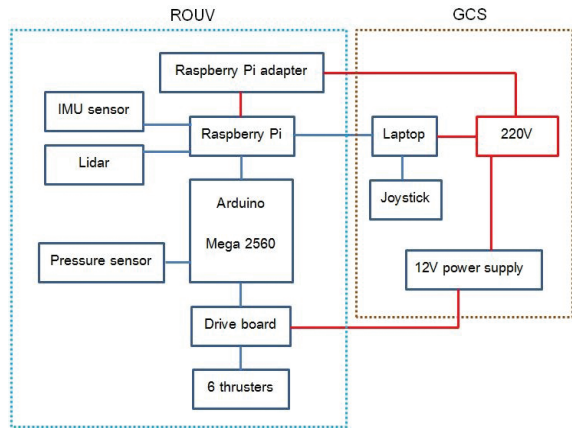 ROUV
GCS
Raspberry Pi adapter
IMU sensor
Raspberry Pi
Laptop
220V
Lidar
Arduino
Mega 2560
Joystick
Pressure sensor
12V power supply
Drive board
6 thrusters